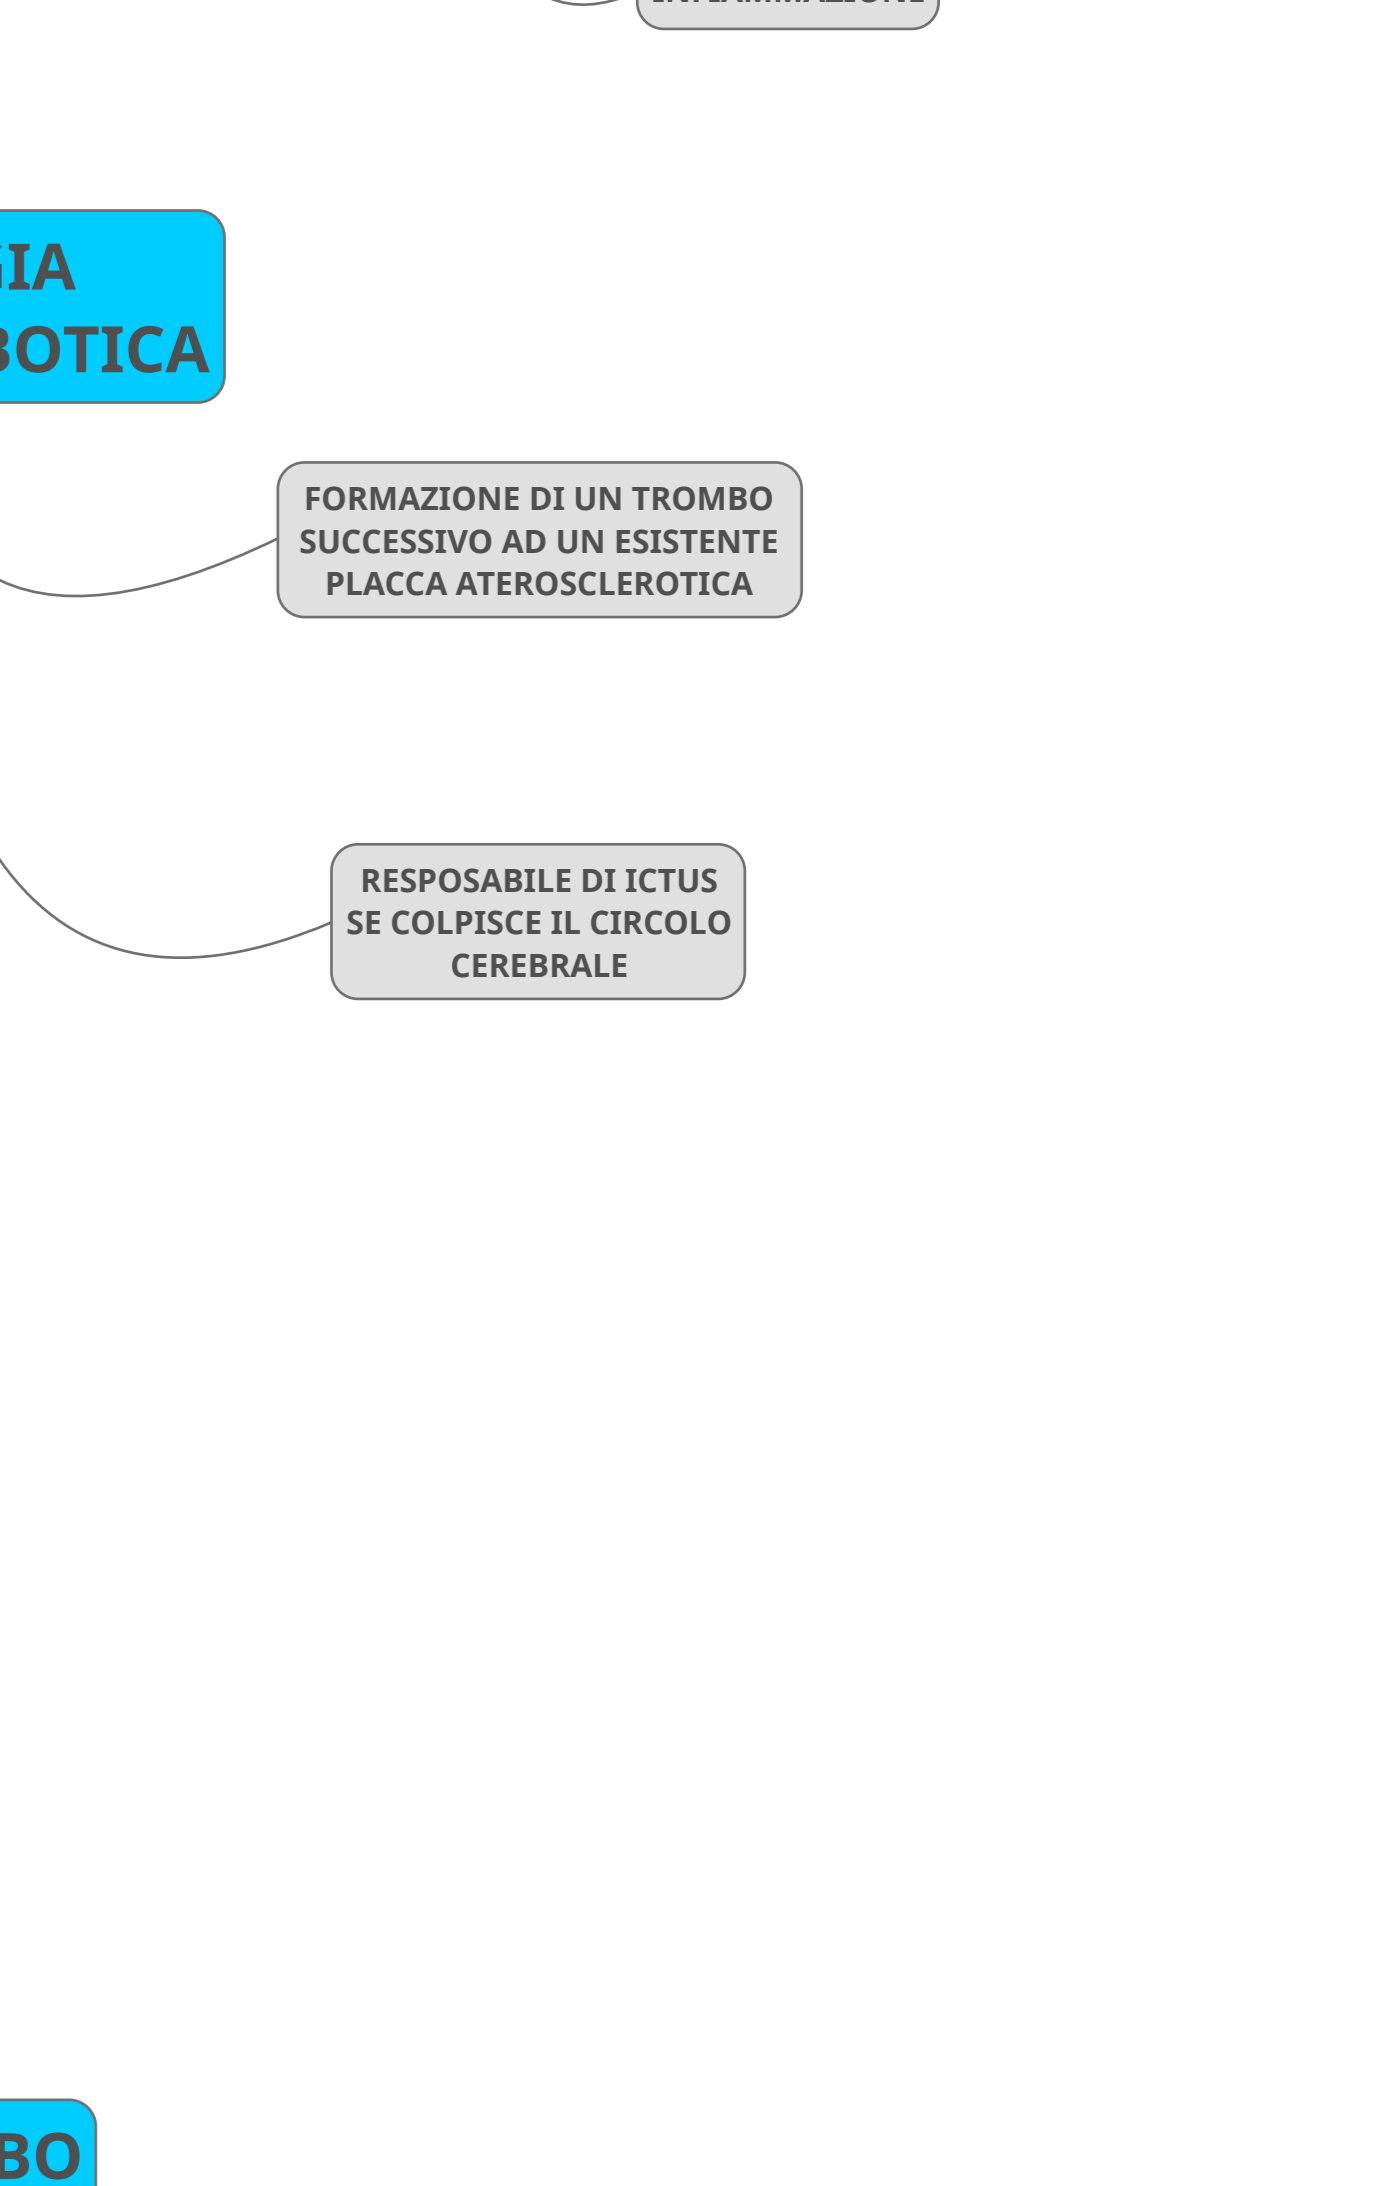 INFIAMMAZIONE
GIA
BOTICA
FORMAZIONE DI UN TROMBO
SUCCESSIVO AD UN ESISTENTE
PLACCA ATEROSCLEROTICA
RESPOSABILE DI ICTUS
SE COLPISCE IL CIRCOLO
CEREBRALE
BO